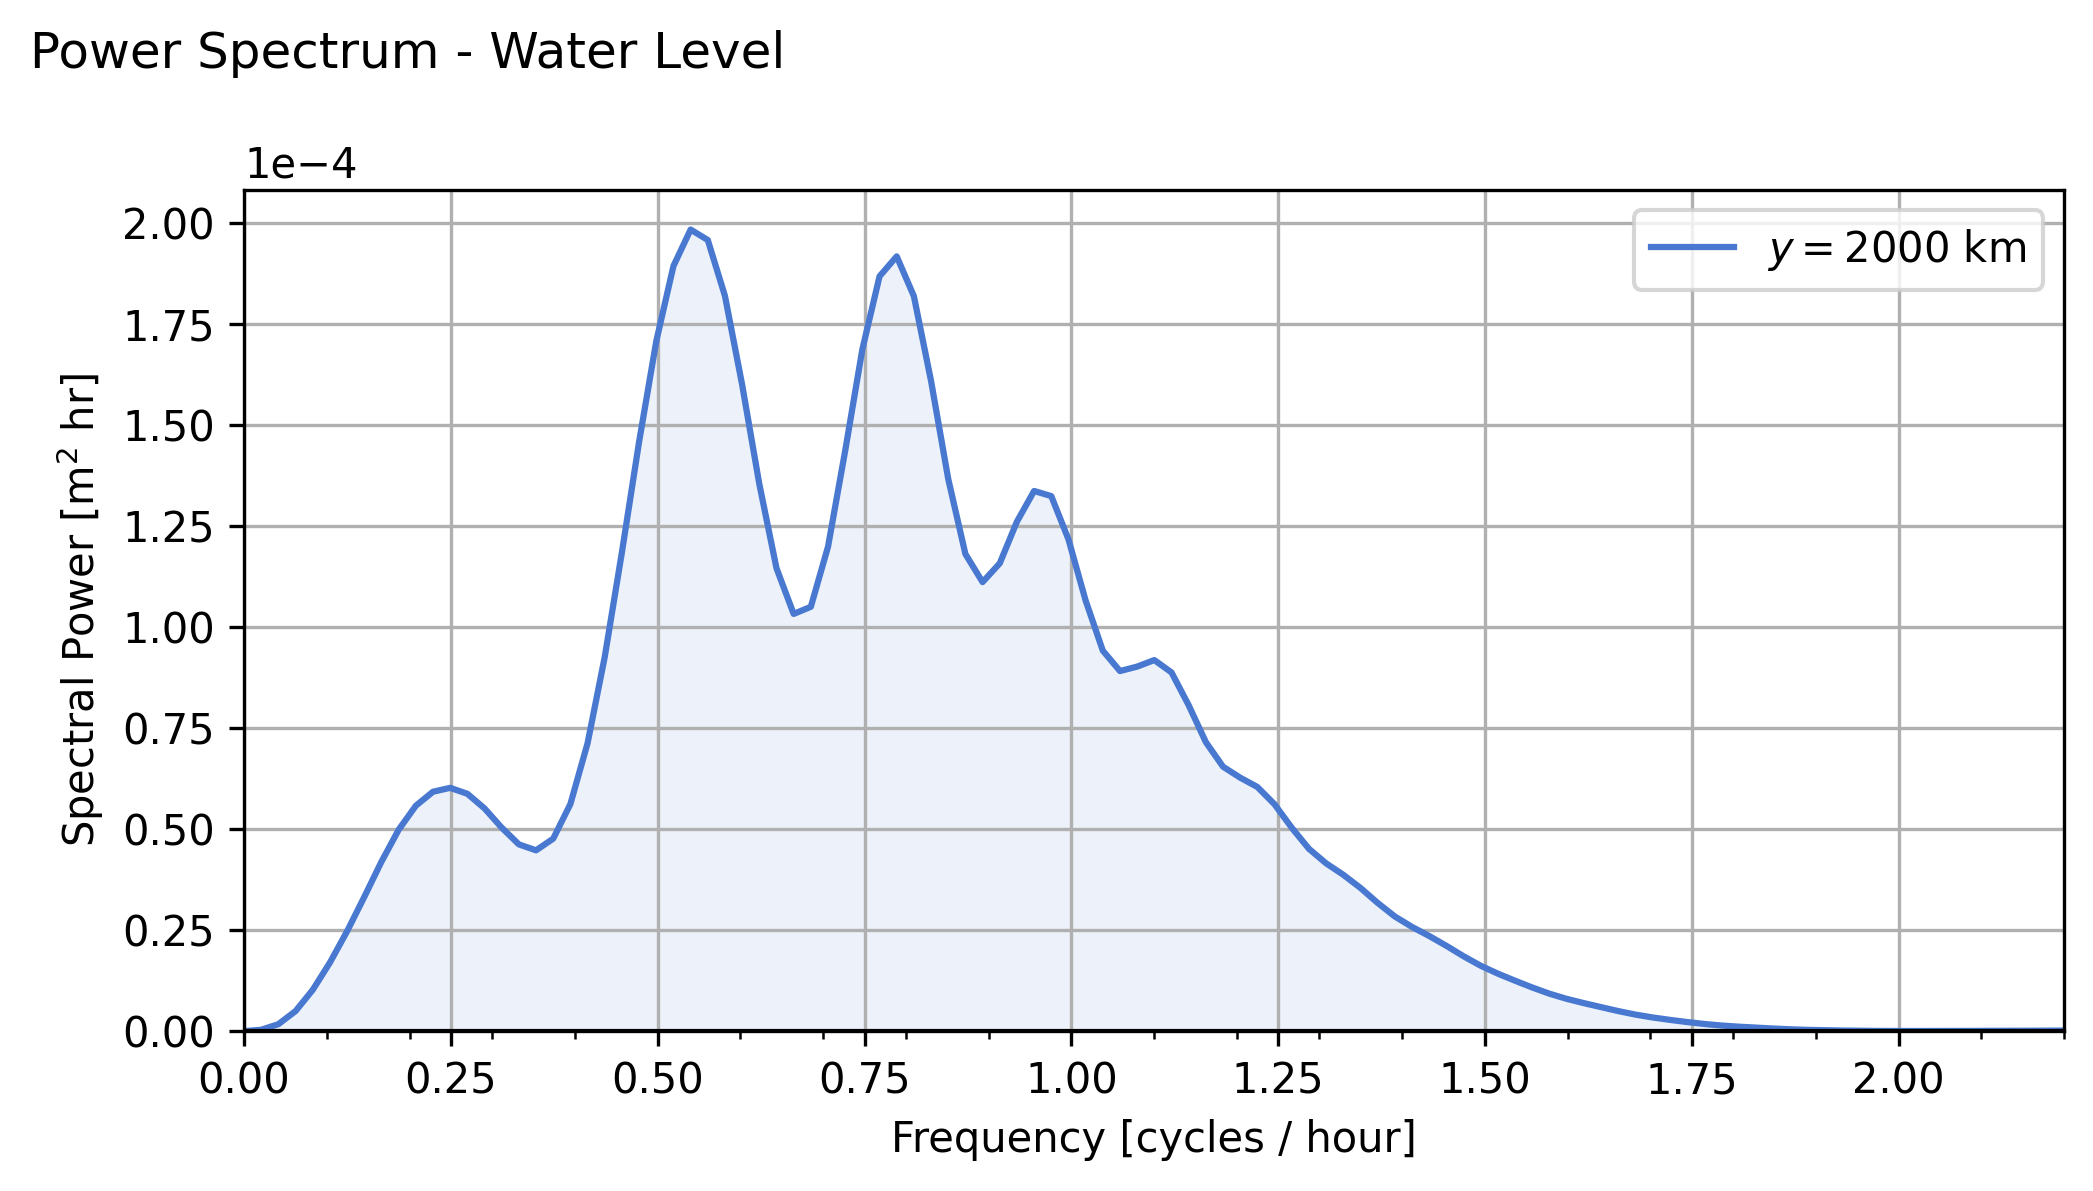 Power Spectrum - Water Level
1e−4
2.00
1.75
1.50
1.25
1.00
0.75
0.50
0.25
0.00
Spectral Power [m² hr]
y = 2000 km
0.00 0.25 0.50 0.75 1.00 1.25 1.50 1.75 2.00
Frequency [cycles / hour]